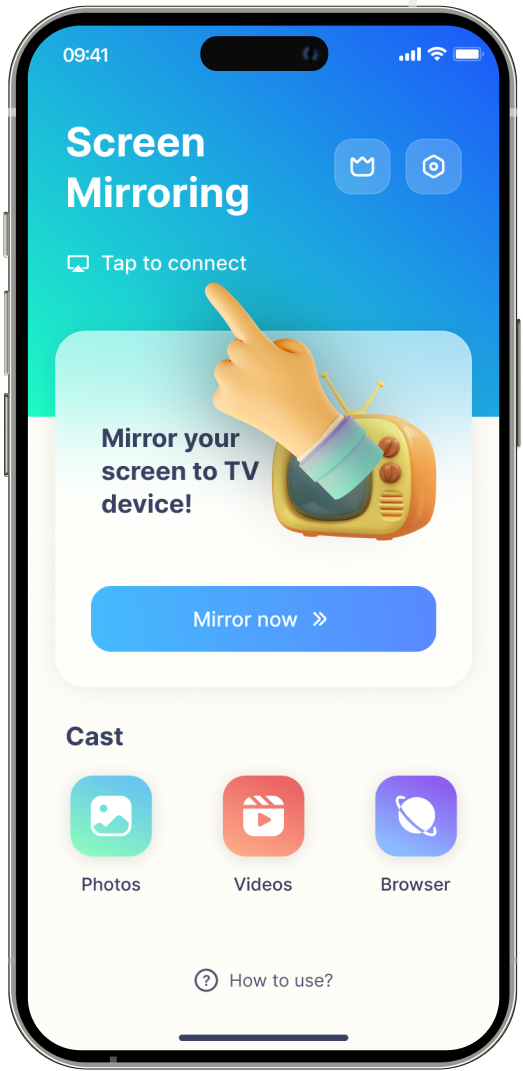 09:41
Screen
Mirroring
Tap to connect
Mirror your
screen to TV
device!
Mirror now
Cast
Photos
Videos
Browser
? How to use?